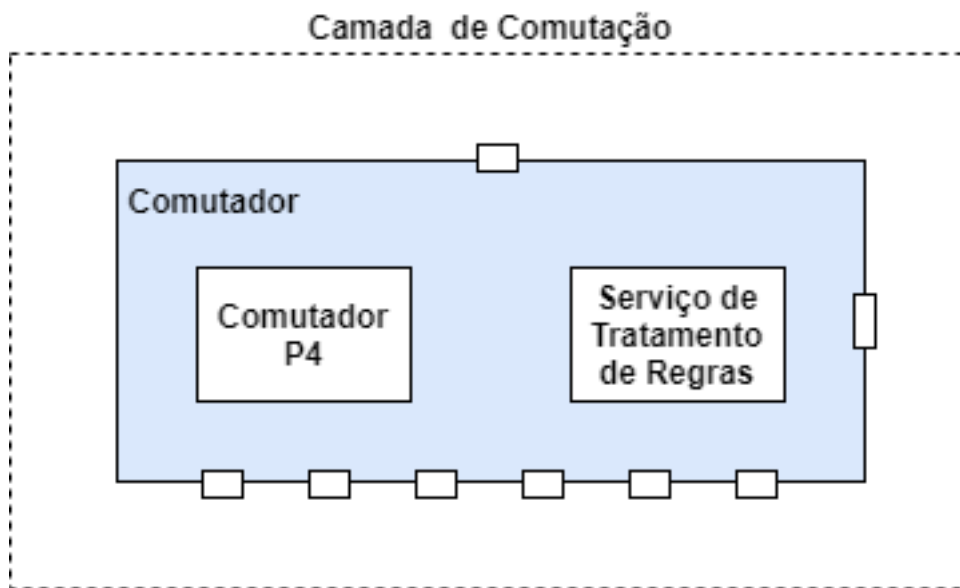 Camada de Comutação
Comutador
Comutador
P4
Serviço de
Tratamento
de Regras